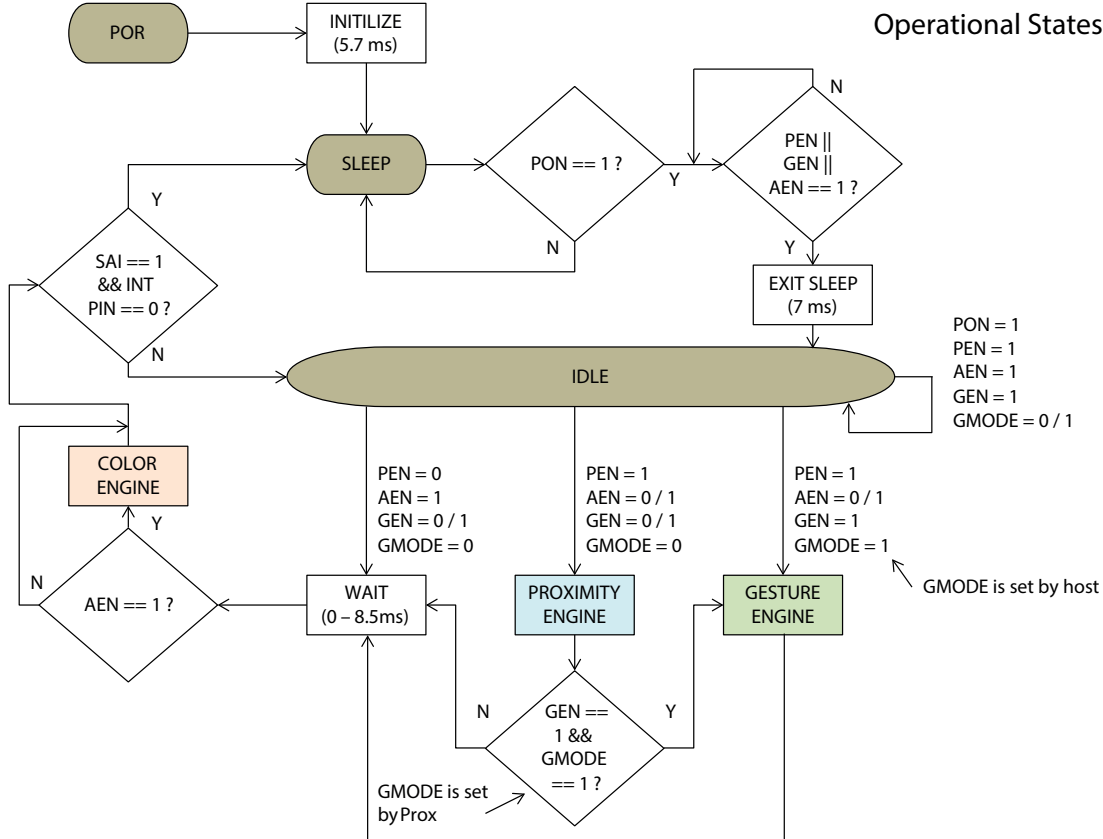 Operational States
POR
INITILIZE
(5.7 ms)
SLEEP
PON == 1 ?
Y
N
PEN ||
GEN ||
AEN == 1 ?
N
Y
EXIT SLEEP
(7 ms)
Y
SAI == 1
&& INT
PIN == 0 ?
N
IDLE
PON = 1
PEN = 1
AEN = 1
GEN = 1
GMODE = 0 / 1
PEN = 0
AEN = 1
GEN = 0 / 1
GMODE = 0
PEN = 1
AEN = 0 / 1
GEN = 0 / 1
GMODE = 0
PEN = 1
AEN = 0 / 1
GEN = 1
GMODE = 1
GMODE is set by host
COLOR
ENGINE
Y
N
AEN == 1 ?
WAIT
(0 – 8.5ms)
PROXIMITY
ENGINE
GESTURE
ENGINE
N
GEN ==
1 &&
GMODE
== 1 ?
Y
GMODE is set
by Prox